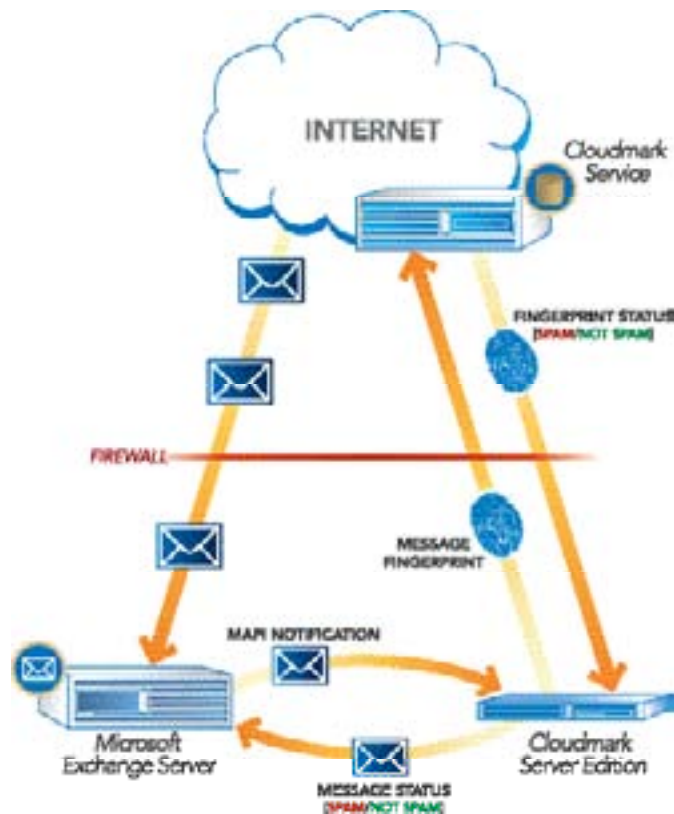 INTERNET
Cloudmark
Service
FINGERPRINT STATUS
[SPAM/NOT SPAM]
FIREWALL
MESSAGE
FINGERPRINT
MAPI NOTIFICATION
Microsoft
Exchange Server
Cloudmark
Server Edition
MESSAGE STATUS
[SPAM/NOT SPAM]